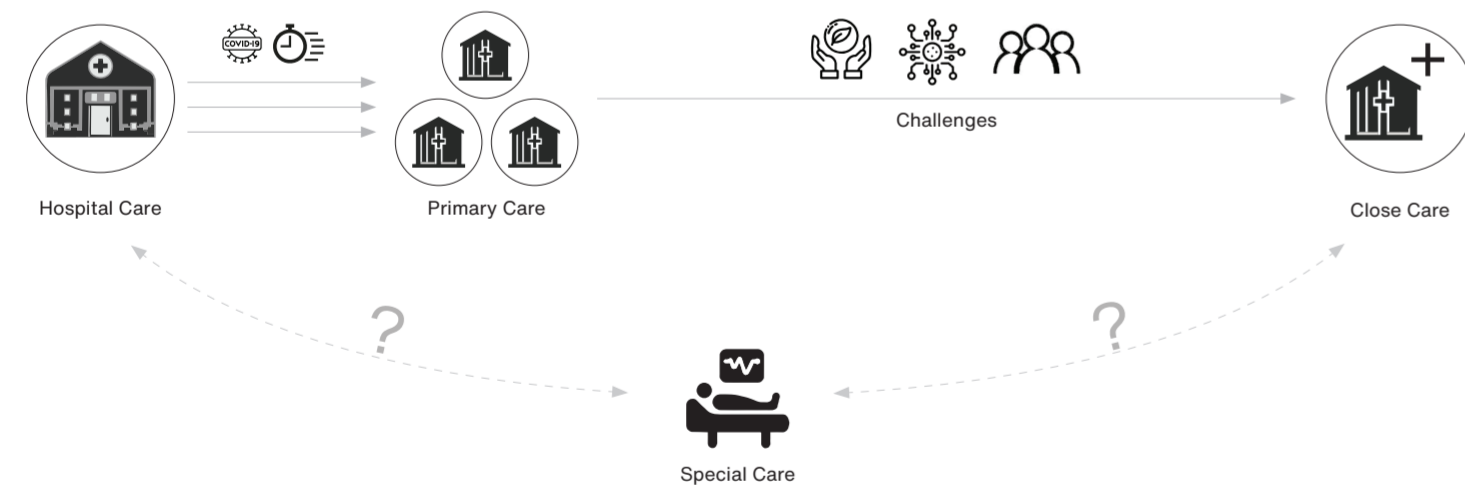 COVID-19
Challenges
Hospital Care
Primary Care
Close Care
?
?
Special Care